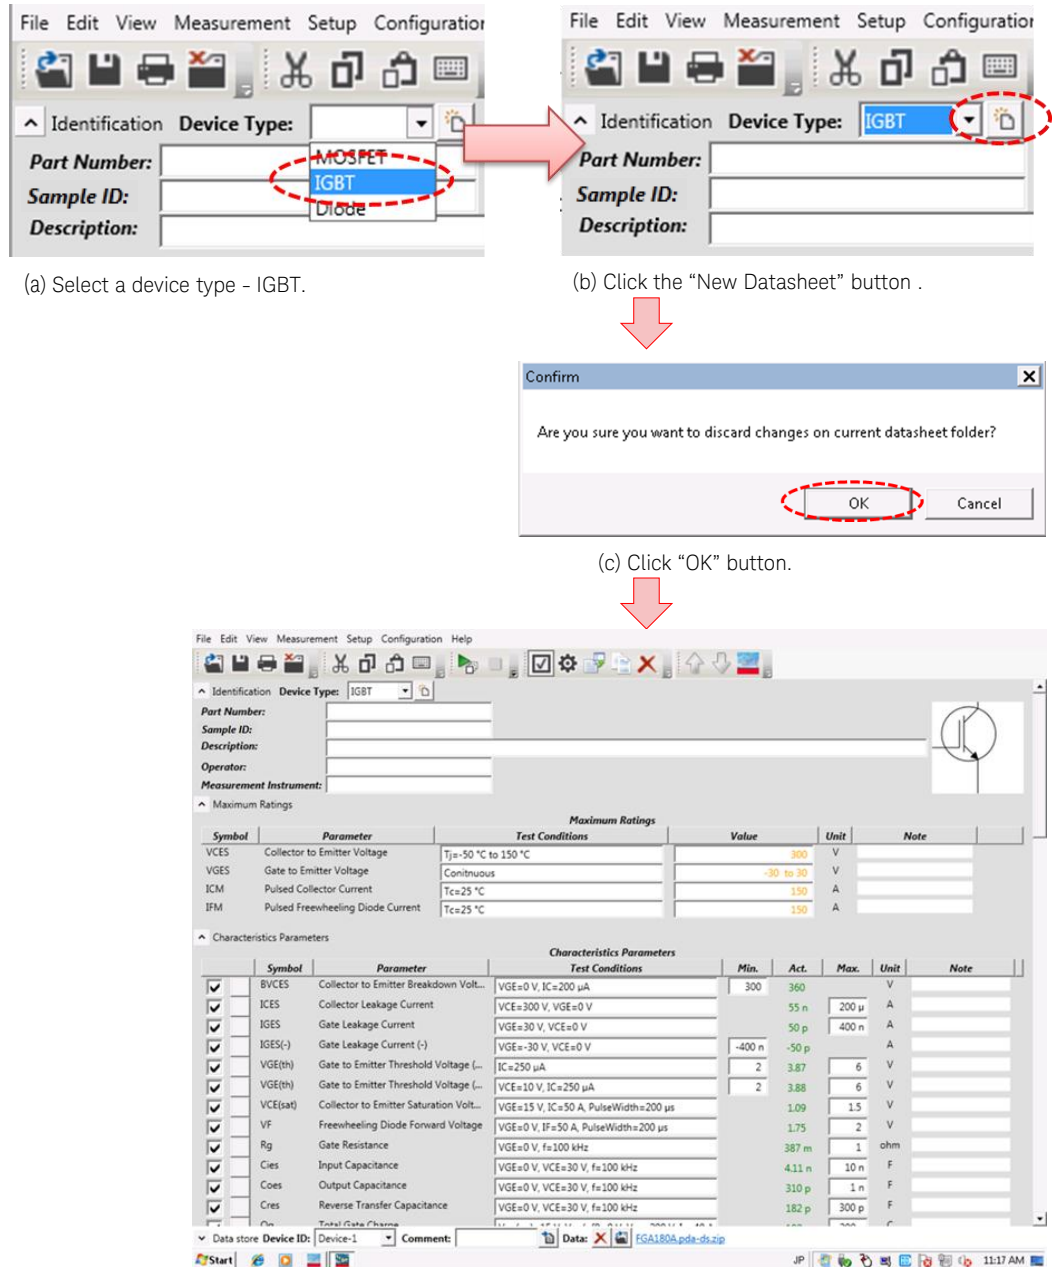 File Edit View Measurement Setup Configuration
Identification Device Type:
MOSFET
IGBT
Diode
Part Number:
Sample ID:
Description:
(a) Select a device type - IGBT.
File Edit View Measurement Setup Configuration
Identification Device Type: IGBT
Part Number:
Sample ID:
Description:
(b) Click the “New Datasheet” button .
Confirm
Are you sure you want to discard changes on current datasheet folder?
OK Cancel
(c) Click “OK” button.
File Edit View Measurement Setup Configuration Help
Identification Device Type: IGBT
Part Number:
Sample ID:
Description:
Operator:
Measurement Instrument:
Maximum Ratings
Maximum Ratings
Symbol Parameter Test Conditions Value Unit Note
VCES Collector to Emitter Voltage Tj=-50 °C to 150 °C 300 V
VGES Gate to Emitter Voltage Conitnuous -30 to 30 V
ICM Pulsed Collector Current Tc=25 °C 150 A
IFM Pulsed Freewheeling Diode Current Tc=25 °C 150 A
Characteristics Parameters
Characteristics Parameters
Symbol Parameter Test Conditions Min. Act. Max. Unit Note
BVCES Collector to Emitter Breakdown Volt... VGE=0 V, IC=200 µA 300 360 V
ICES Collector Leakage Current VCE=300 V, VGE=0 V 55 n 200 µ A
IGES Gate Leakage Current VGE=30 V, VCE=0 V 50 p 400 n A
IGES(-) Gate Leakage Current (-) VGE=-30 V, VCE=0 V -400 n -50 p A
VGE(th) Gate to Emitter Threshold Voltage (... IC=250 µA 2 3.87 6 V
VGE(th) Gate to Emitter Threshold Voltage (... VCE=10 V, IC=250 µA 2 3.88 6 V
VCE(sat) Collector to Emitter Saturation Volt... VGE=15 V, IC=50 A, PulseWidth=200 µs 1.09 1.5 V
VF Freewheeling Diode Forward Voltage VGE=0 V, IF=50 A, PulseWidth=200 µs 1.75 2 V
Rg Gate Resistance VGE=0 V, f=100 kHz 387 m 1 ohm
Cies Input Capacitance VGE=0 V, VCE=30 V, f=100 kHz 4.11 n 10 n F
Coes Output Capacitance VGE=0 V, VCE=30 V, f=100 kHz 310 p 1 n F
Cres Reverse Transfer Capacitance VGE=0 V, VCE=30 V, f=100 kHz 182 p 300 p F
Qg Total Gate Charge
Data store Device ID: Device-1 Comment: Data: FGA180A.pda-ds.zip
Start JP 11:17 AM